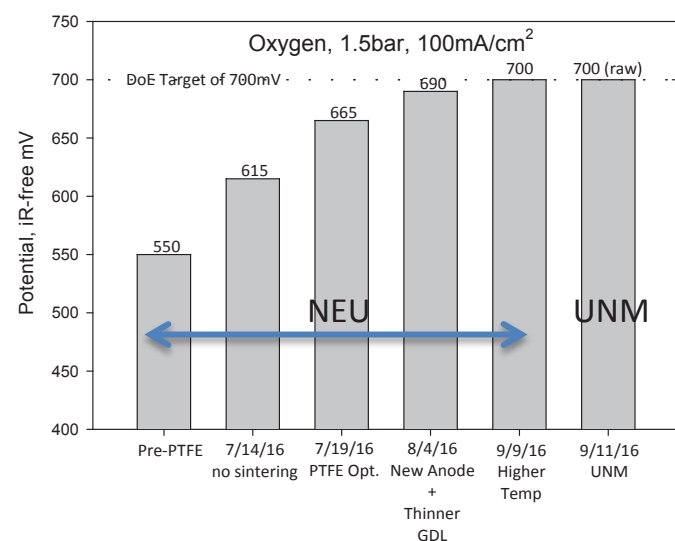 Oxygen, 1.5bar, 100mA/cm²
DoE Target of 700mV
Potential, iR-free mV
750
700
650
600
550
500
450
400
550
615
665
690
700
700 (raw)
NEU
UNM
Pre-PTFE
7/14/16
no sintering
7/19/16
PTFE Opt.
8/4/16
New Anode
+
Thinner
GDL
9/9/16
Higher
Temp
9/11/16
UNM